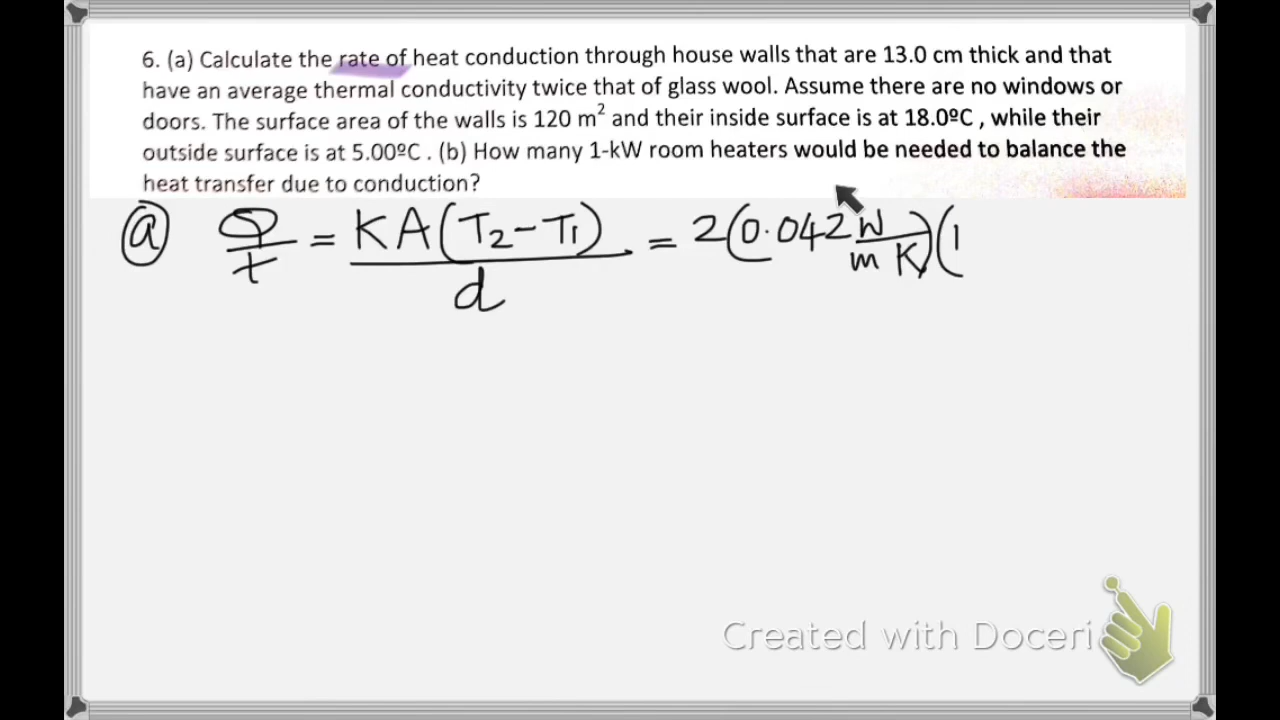 6. (a) Calculate the rate of heat conduction through house walls that are 13.0 cm thick and that
have an average thermal conductivity twice that of glass wool. Assume there are no windows or
doors. The surface area of the walls is 120 m² and their inside surface is at 18.0ºC , while their
outside surface is at 5.00ºC . (b) How many 1-kW room heaters would be needed to balance the
heat transfer due to conduction?
ⓐ Q/t = KA(T₂-T₁)/d = 2(0.042 W/m K)(1
Created with Doceri